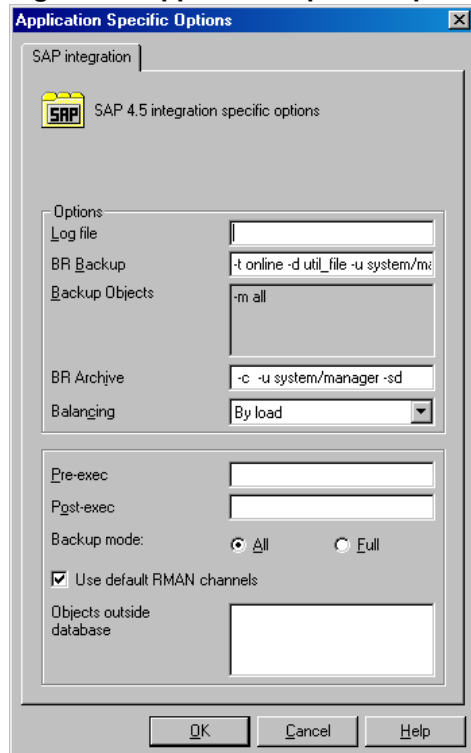 Application Specific Options
SAP integration
SAP
SAP 4.5 integration specific options
Options
Log file
BR Backup
-t online -d util_file -u system/ma
Backup Objects
-m all
BR Archive
-c -u system/manager -sd
Balancing
By load
Pre-exec
Post-exec
Backup mode:
All
Full
Use default RMAN channels
Objects outside
database
OK
Cancel
Help